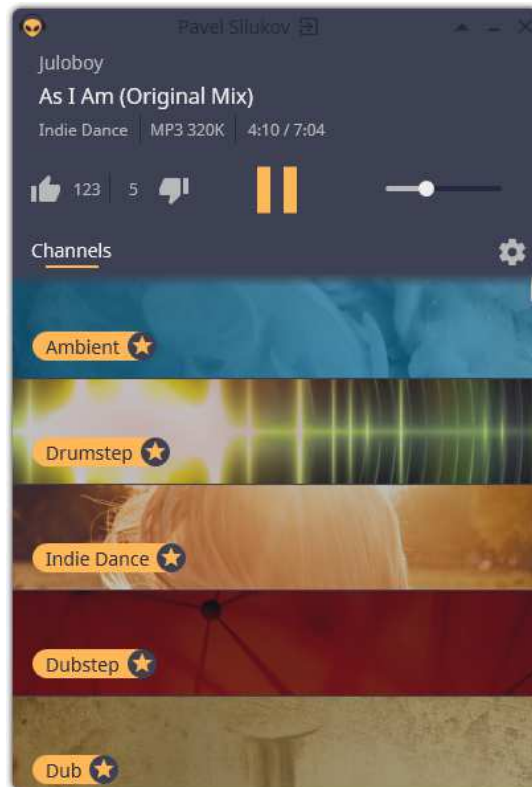 Pavel Sliukov
Juloboy
As I Am (Original Mix)
Indie Dance MP3 320K 4:10 / 7:04
123 5
Channels
Ambient
Drumstep
Indie Dance
Dubstep
Dub